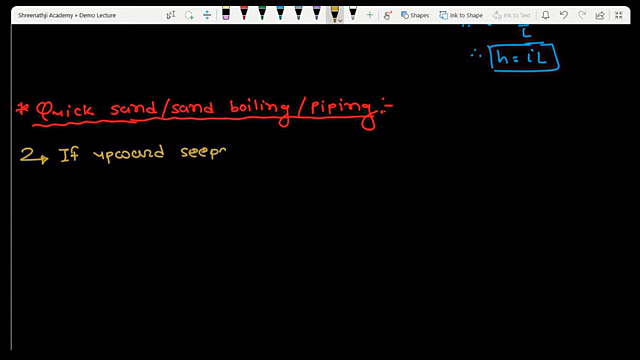 Shreenathji Academy • Demo Lecture
Shapes
Ink to Shape
Ink to Text
L
∴ h = iL
* Quick sand/sand boiling/piping:-
2→ If upward seep